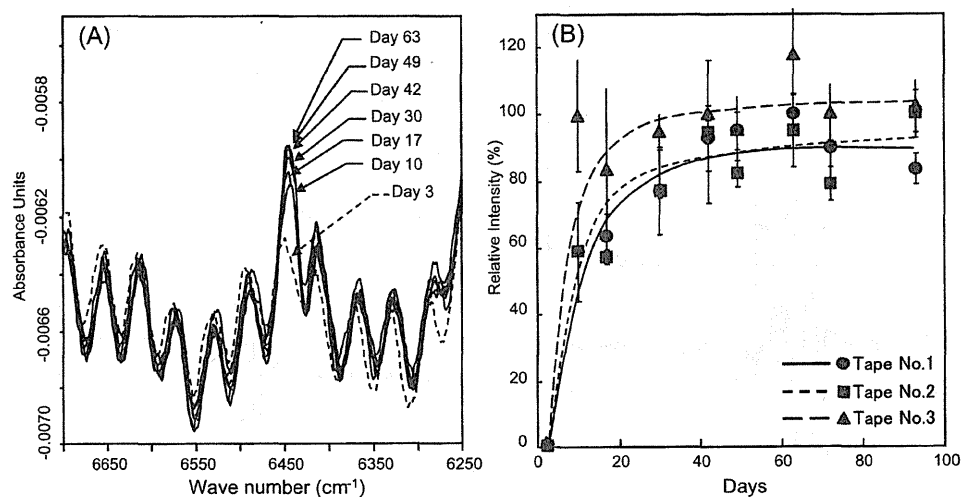 (A)
Day 63
Day 49
Day 42
Day 30
Day 17
Day 10
Day 3
Absorbance Units
-0.0058
-0.0062
-0.0066
-0.0070
6650 6550 6450 6350 6250
Wave number (cm⁻¹)
(B)
Relative Intensity (%)
120
100
80
60
40
20
0
0 20 40 60 80 100
Days
Tape No.1
Tape No.2
Tape No.3